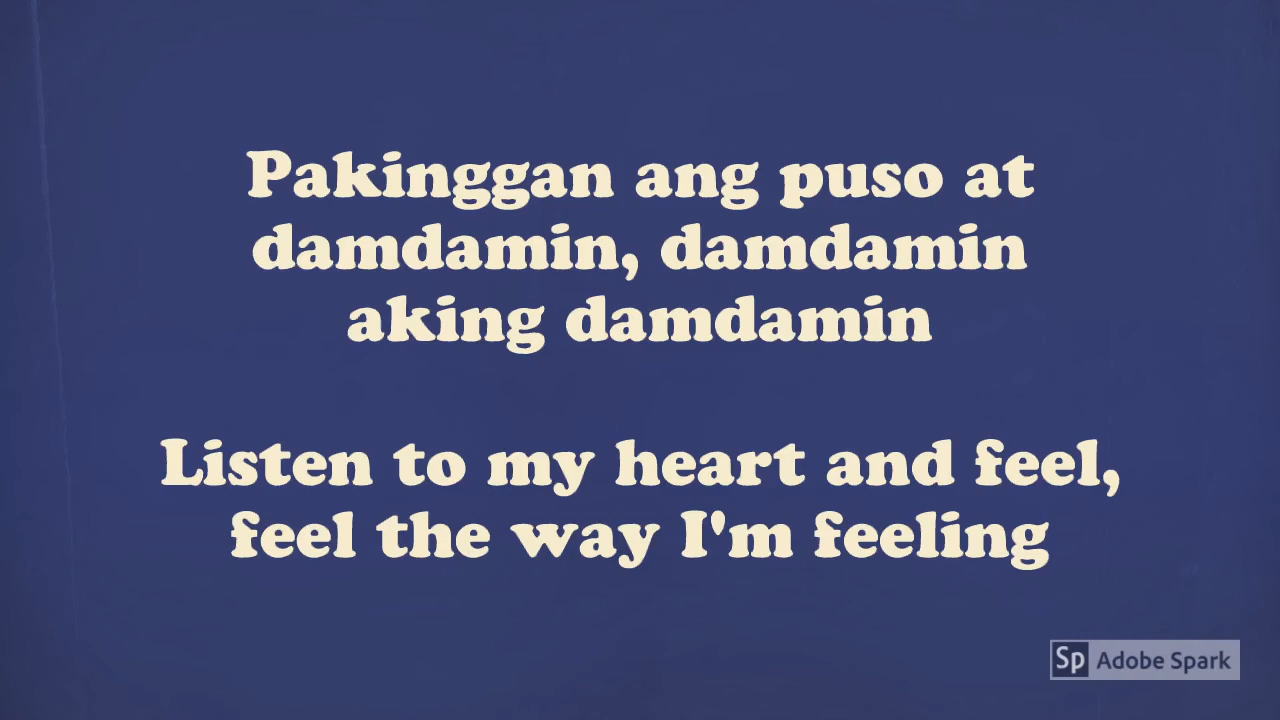 Pakinggan ang puso at
damdamin, damdamin
aking damdamin
Listen to my heart and feel,
feel the way I'm feeling
Sp Adobe Spark